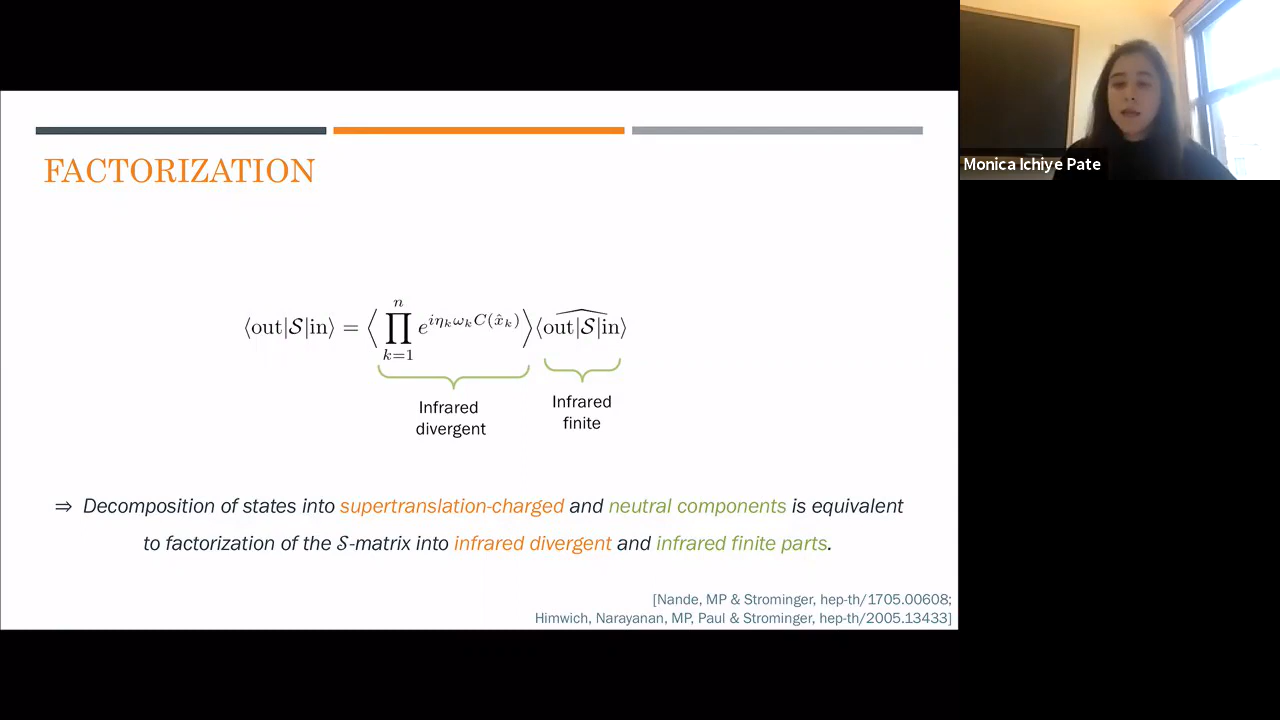 FACTORIZATION
⟨out|𝒮|in⟩ = ⟨ ∏_{k=1}^{n} e^{iη_k ω_k C(x̂_k)} ⟩ ⟨\widehat{out|𝒮|in}⟩
Infrared
divergent
Infrared
finite
⇒ Decomposition of states into supertranslation-charged and neutral components is equivalent
to factorization of the 𝒮-matrix into infrared divergent and infrared finite parts.
[Nande, MP & Strominger, hep-th/1705.00608;
Himwich, Narayanan, MP, Paul & Strominger, hep-th/2005.13433]
Monica Ichiye Pate